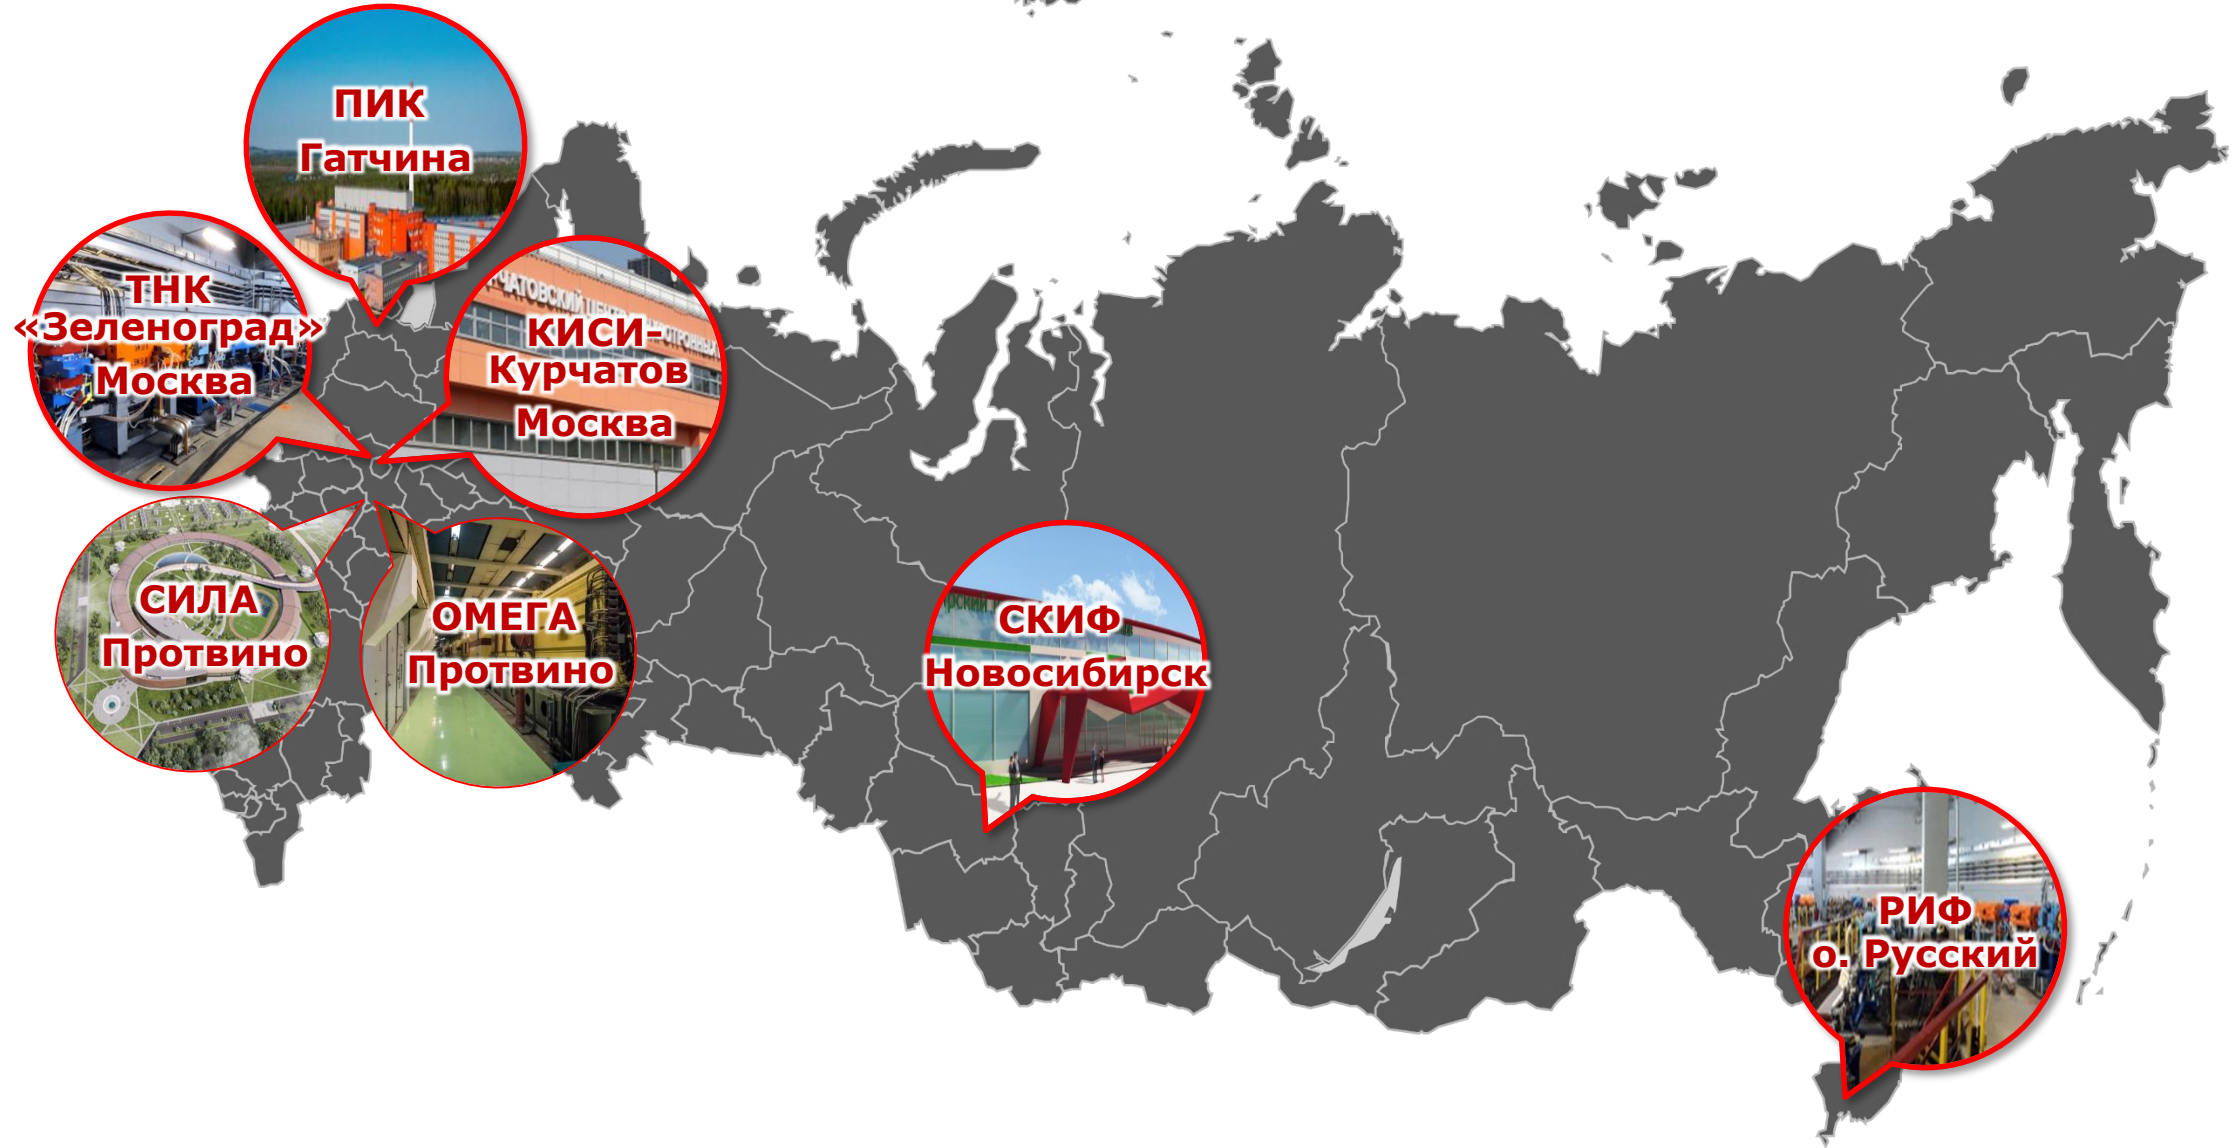 ПИК
Гатчина
ТНК
«Зеленоград»
Москва
КИСИ-
Курчатов
Москва
СИЛА
Протвино
ОМЕГА
Протвино
СКИФ
Новосибирск
РИФ
о. Русский